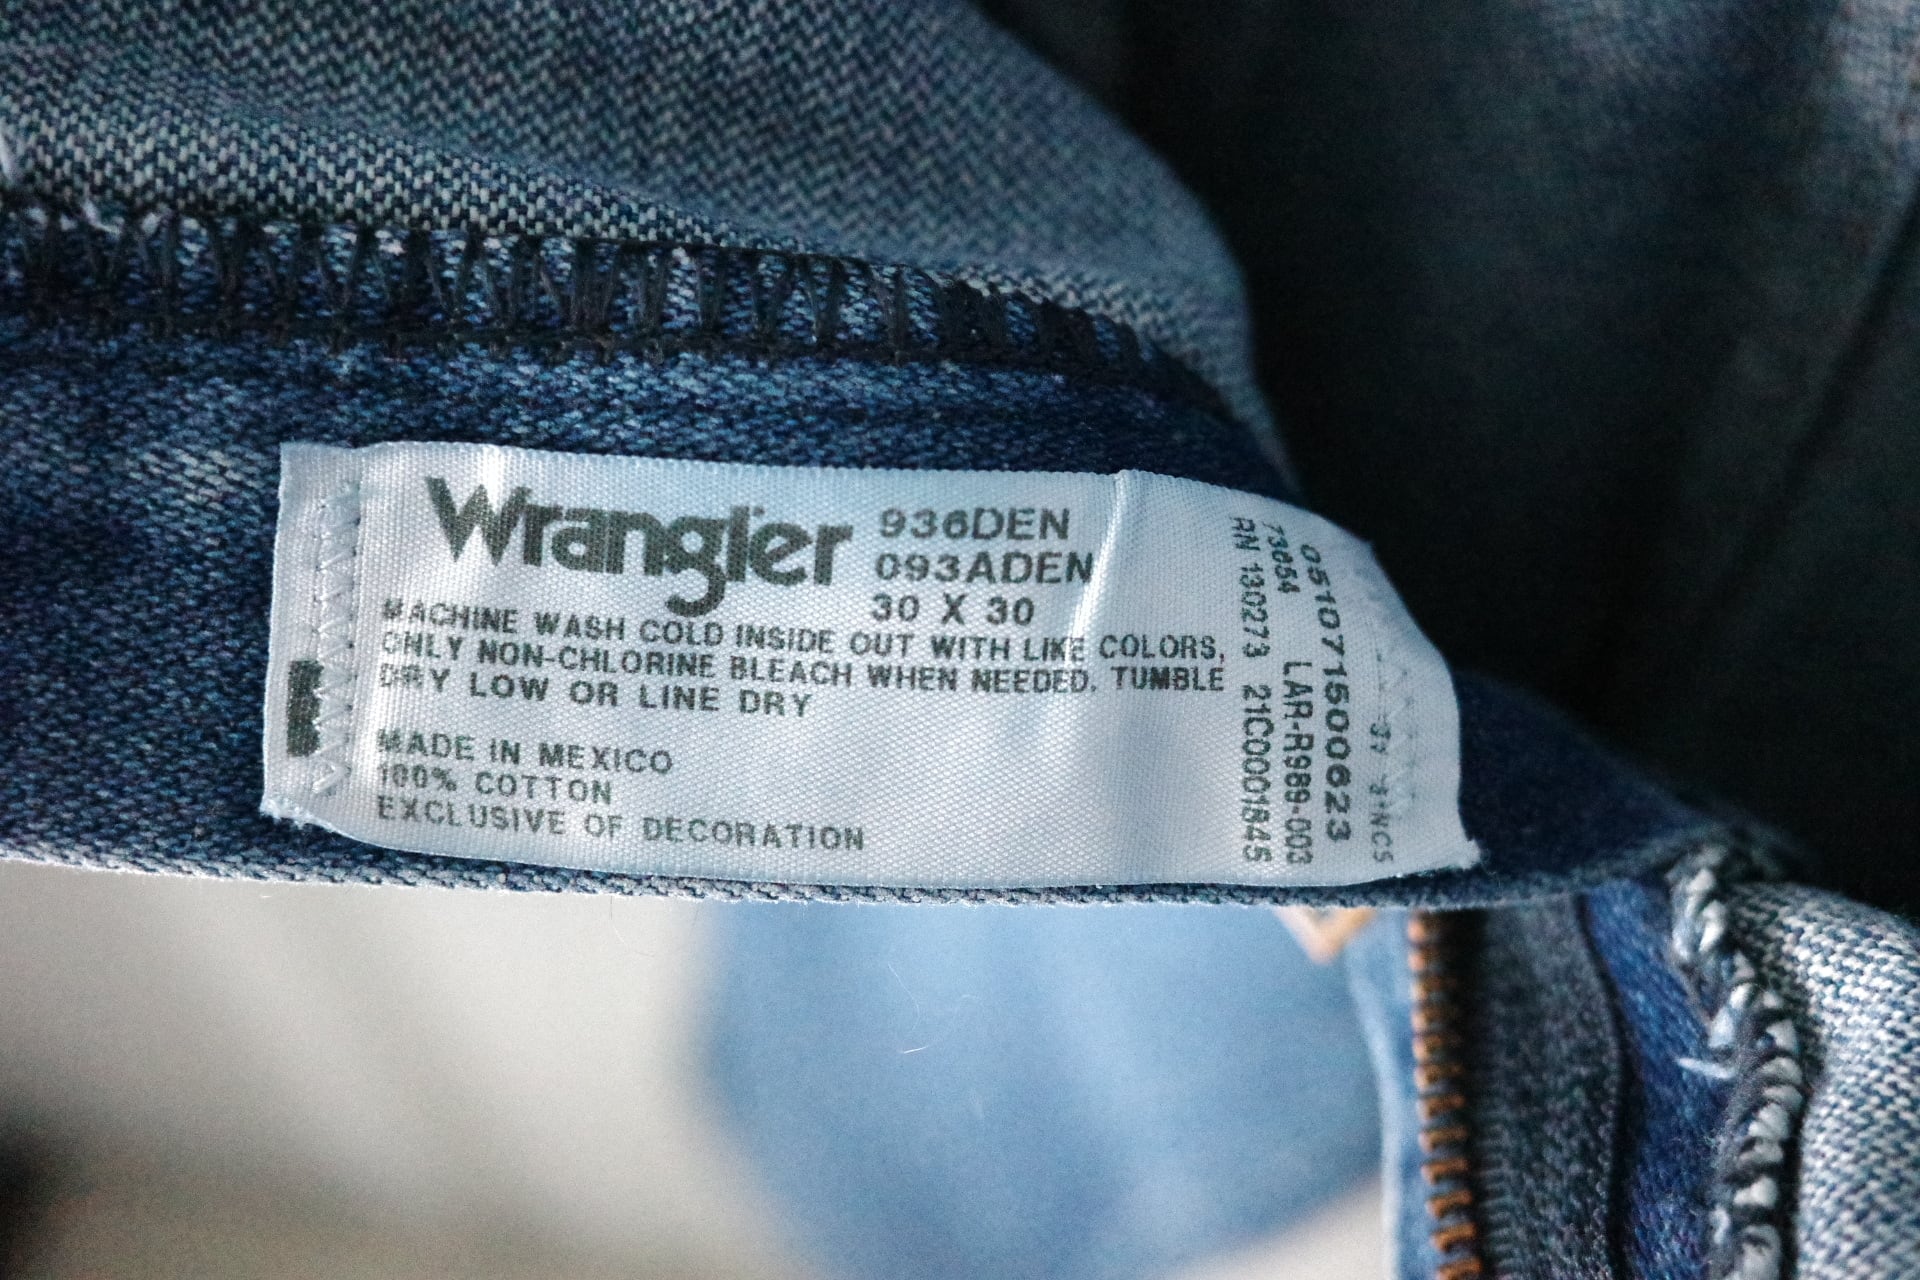 Wrangler
936DEN
093ADEN
30 X 30
MACHINE WASH COLD INSIDE OUT WITH LIKE COLORS,
ONLY NON-CHLORINE BLEACH WHEN NEEDED. TUMBLE
DRY LOW OR LINE DRY
MADE IN MEXICO
100% COTTON
EXCLUSIVE OF DECORATION
051071500623
73654 LAR-R989-003
RN 130273 21C0001845